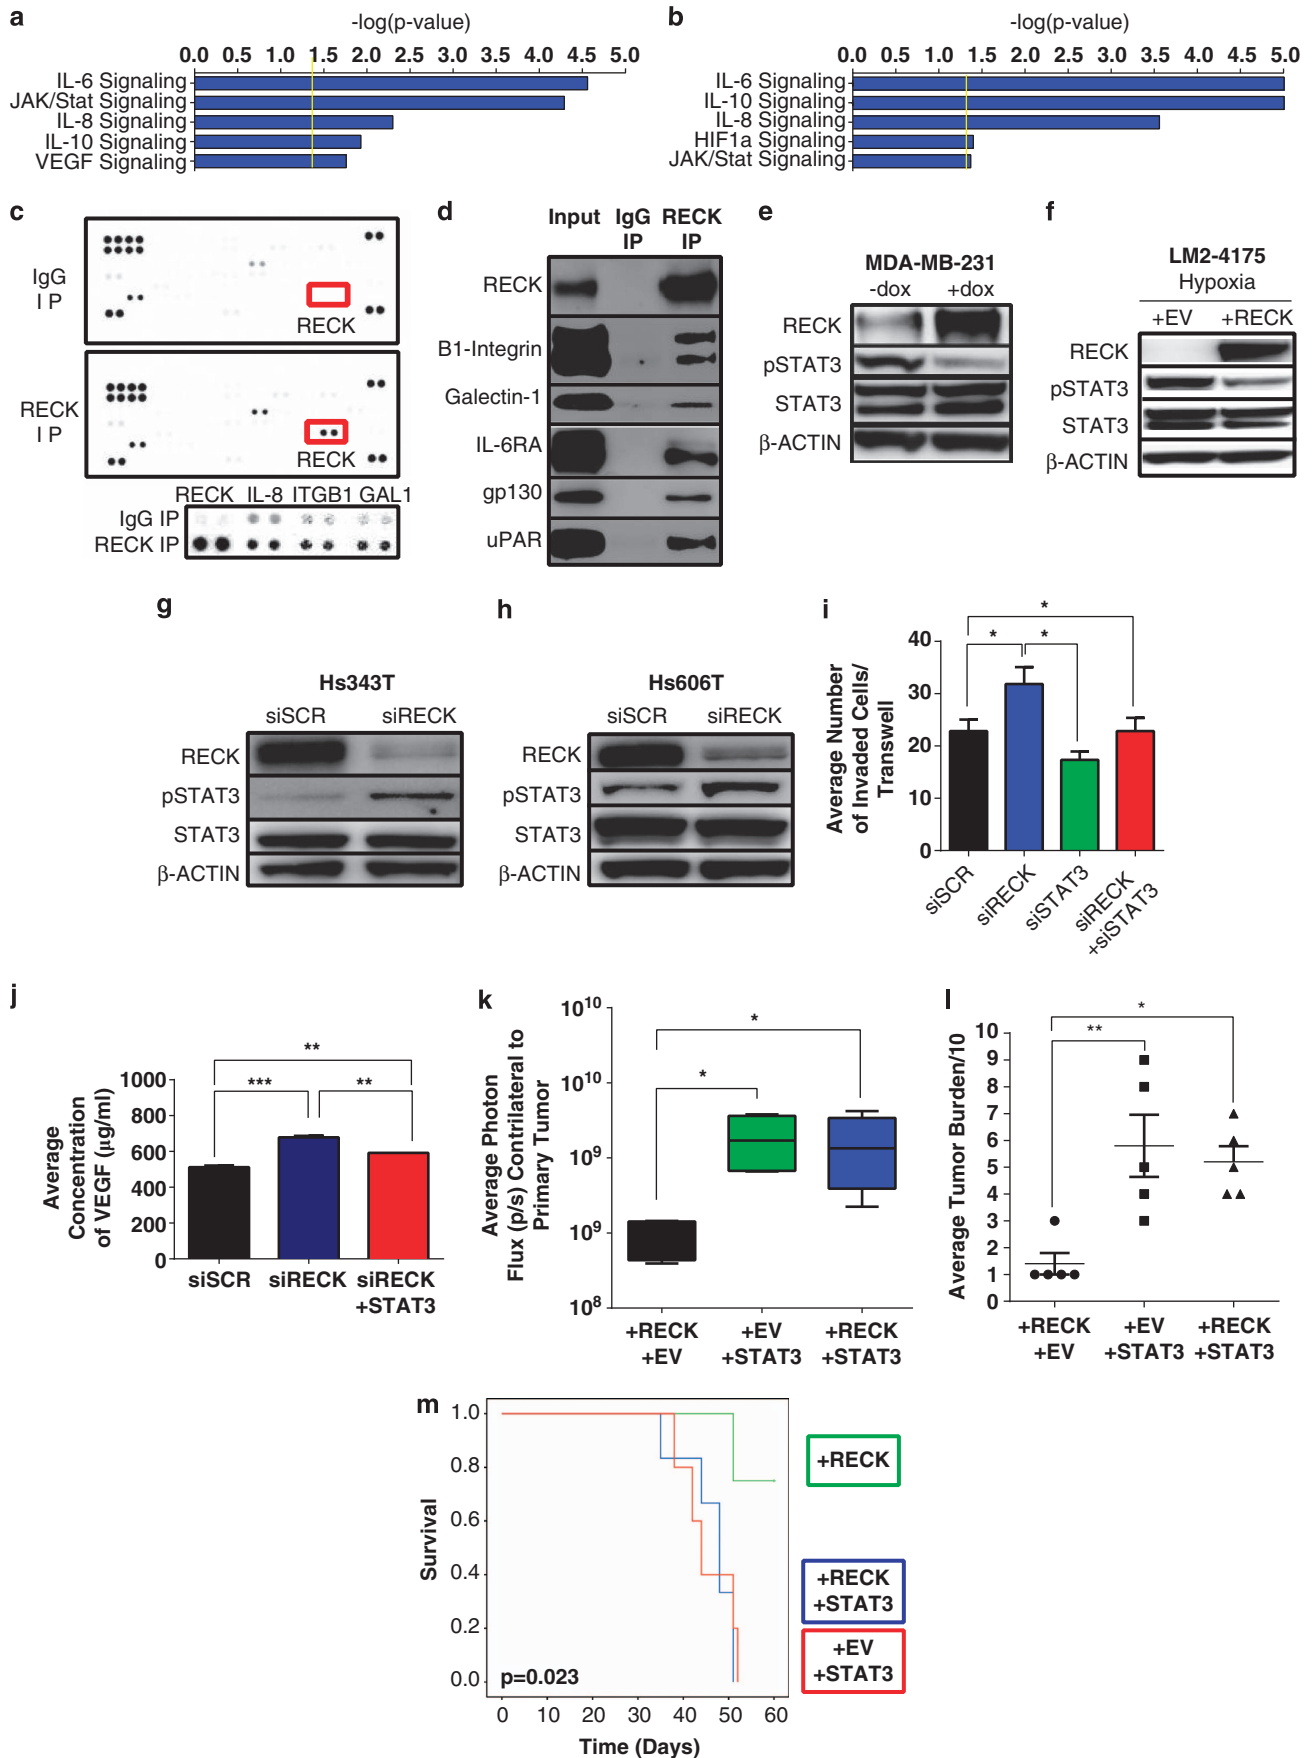 a
-log(p-value)
0.0 0.5 1.0 1.5 2.0 2.5 3.0 3.5 4.0 4.5 5.0
IL-6 Signaling
JAK/Stat Signaling
IL-8 Signaling
IL-10 Signaling
VEGF Signaling
b
-log(p-value)
0.0 0.5 1.0 1.5 2.0 2.5 3.0 3.5 4.0 4.5 5.0
IL-6 Signaling
IL-10 Signaling
IL-8 Signaling
HIF1a Signaling
JAK/Stat Signaling
c
IgG
I P
RECK
RECK
I P
RECK
RECK IL-8 ITGB1 GAL1
IgG IP
RECK IP
d
Input IgG RECK
IP IP
RECK
B1-Integrin
Galectin-1
IL-6RA
gp130
uPAR
e
MDA-MB-231
-dox +dox
RECK
pSTAT3
STAT3
β-ACTIN
f
LM2-4175
Hypoxia
+EV +RECK
RECK
pSTAT3
STAT3
β-ACTIN
g
Hs343T
siSCR siRECK
RECK
pSTAT3
STAT3
β-ACTIN
h
Hs606T
siSCR siRECK
RECK
pSTAT3
STAT3
β-ACTIN
i
Average Number
of Invaded Cells/
Transwell
40
30
20
10
0
* * *
siSCR
siRECK
siSTAT3
siRECK
+siSTAT3
j
Average
Concentration
of VEGF (μg/ml)
1000
800
600
400
200
0
**
*** **
siSCR siRECK siRECK
+STAT3
k
Average Photon
Flux (p/s) Contrilateral to
Primary Tumor
10^10
10^10
10^9
10^9
10^8
*
*
+RECK +EV +RECK
+EV +STAT3 +STAT3
l
Average Tumor Burden/10
10
9
8
7
6
5
4
3
2
1
0
*
**
+RECK +EV +RECK
+EV +STAT3 +STAT3
m
Survival
1.0
0.8
0.6
0.4
0.2
0.0
p=0.023
0 10 20 30 40 50 60
Time (Days)
+RECK
+RECK
+STAT3
+EV
+STAT3